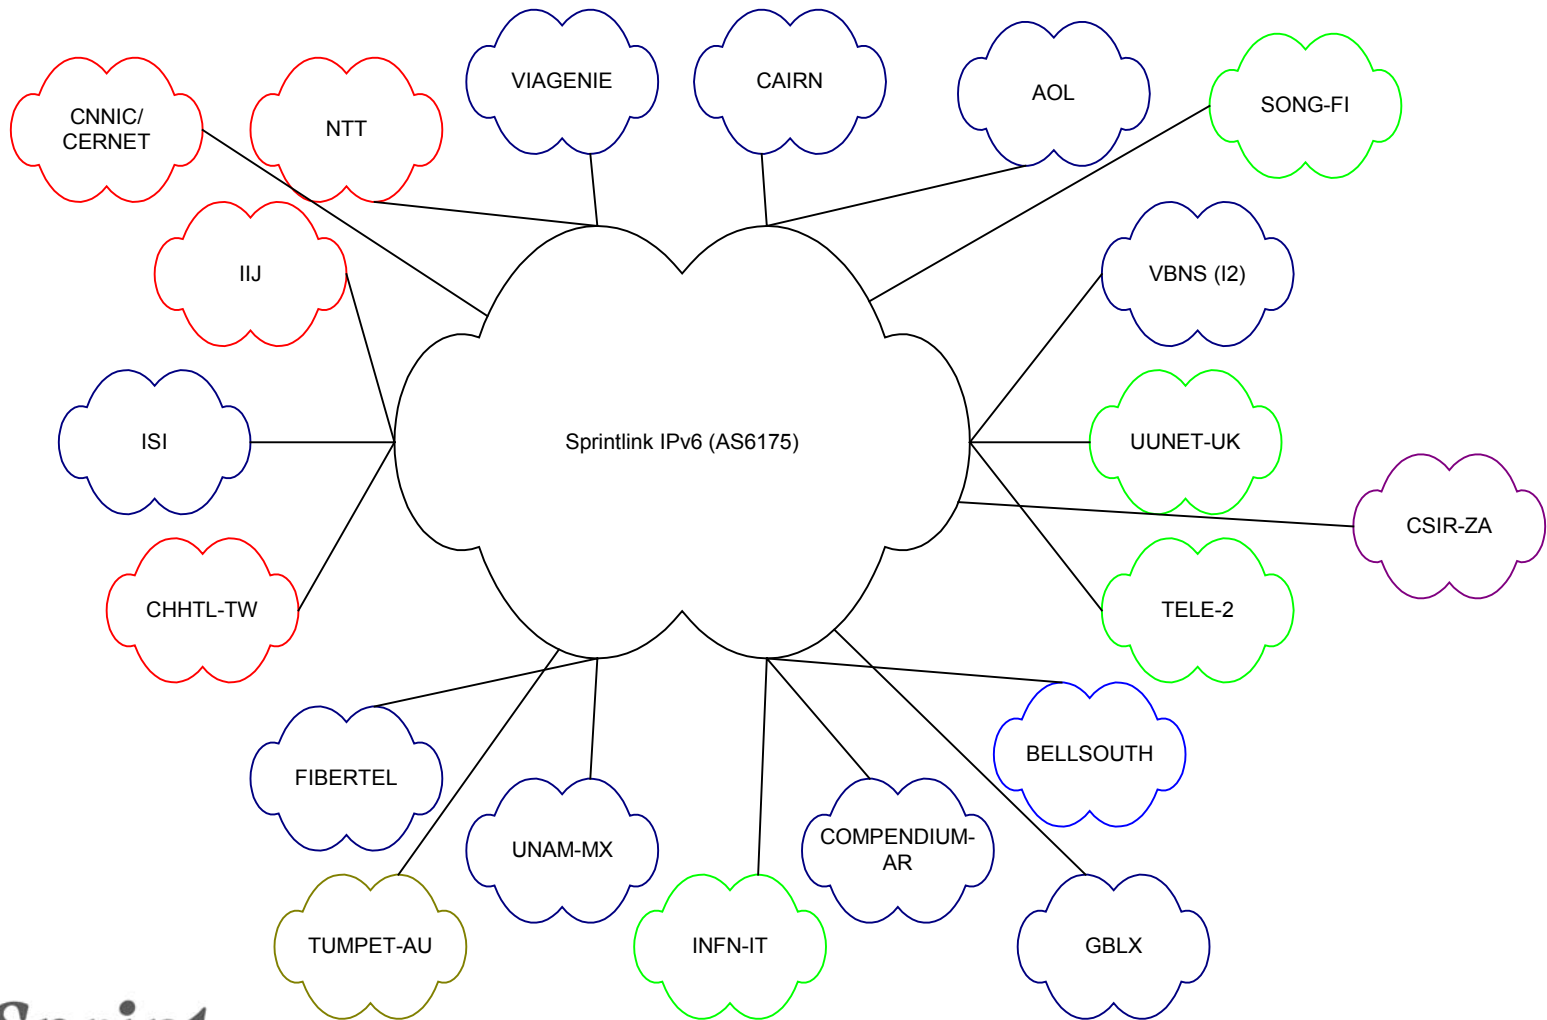 VIAGENIE
CAIRN
AOL
SONG-FI
CNNIC/
CERNET
NTT
IIJ
VBNS (I2)
ISI
Sprintlink IPv6 (AS6175)
UUNET-UK
CSIR-ZA
CHHTL-TW
TELE-2
FIBERTEL
UNAM-MX
COMPENDIUM-
AR
BELLSOUTH
TUMPET-AU
INFN-IT
GBLX
Sprint